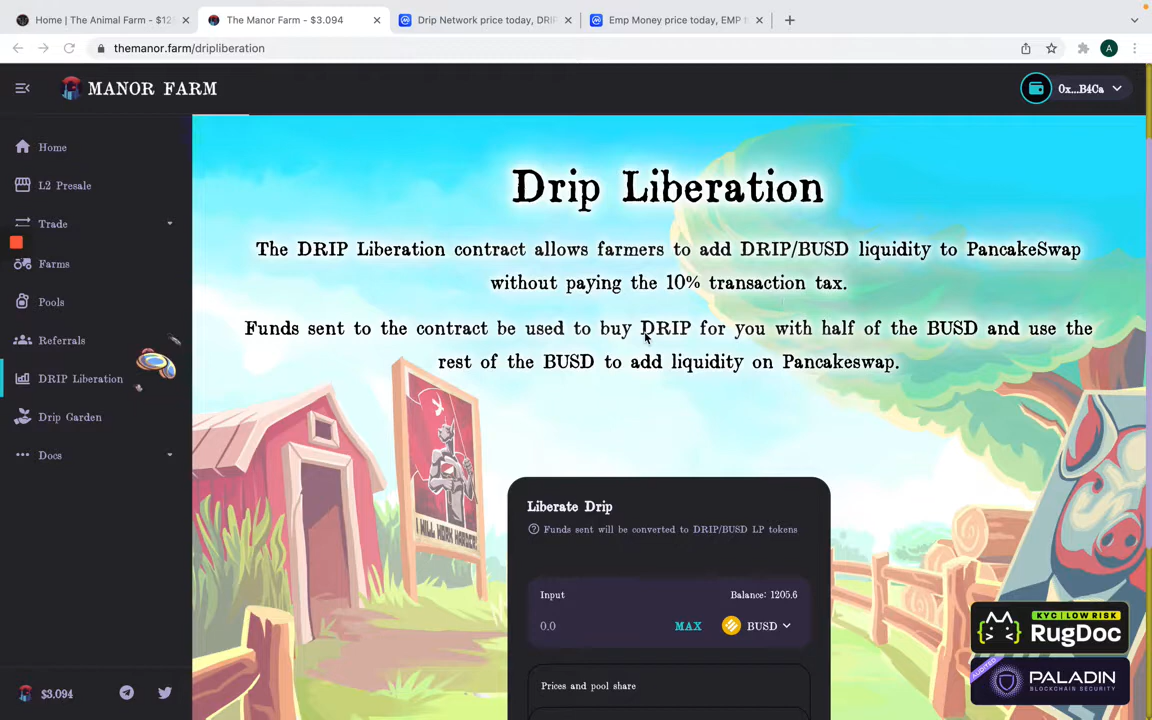 Home | The Animal Farm - $12
The Manor Farm - $3.094
Drip Network price today, DRIP
Emp Money price today, EMP t
themanor.farm/dripliberation
A
MANOR FARM
0x...B4Ca
Home
L2 Presale
Trade
Farms
Pools
Referrals
DRIP Liberation
Drip Garden
Docs
$3.094
Drip Liberation
The DRIP Liberation contract allows farmers to add DRIP/BUSD liquidity to PancakeSwap
without paying the 10% transaction tax.
Funds sent to the contract be used to buy DRIP for you with half of the BUSD and use the
rest of the BUSD to add liquidity on Pancakeswap.
I WILL WORK HARDER!
Liberate Drip
Funds sent will be converted to DRIP/BUSD LP tokens
Input
Balance: 1205.6
0.0
MAX
BUSD
Prices and pool share
KYC | LOW RISK
RugDoc
AUDITED
PALADIN
BLOCKCHAIN SECURITY